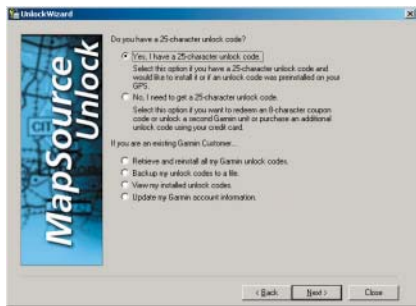 UnlockWizard
MapSource
Unlock
Do you have a 25-character unlock code?
Yes, I have a 25-character unlock code.
Select this option if you have a 25-character unlock code and
would like to install it or if an unlock code was preinstalled on your
GPS.
No, I need to get a 25-character unlock code.
Select this option if you want to redeem an 8-character coupon
code or unlock a second Garmin unit or purchase an additional
unlock code using your credit card.
If you are an existing Garmin Customer...
Retrieve and reinstall all my Garmin unlock codes.
Backup my unlock codes to a file.
View my installed unlock codes.
Update my Garmin account information.
< Back Next > Close